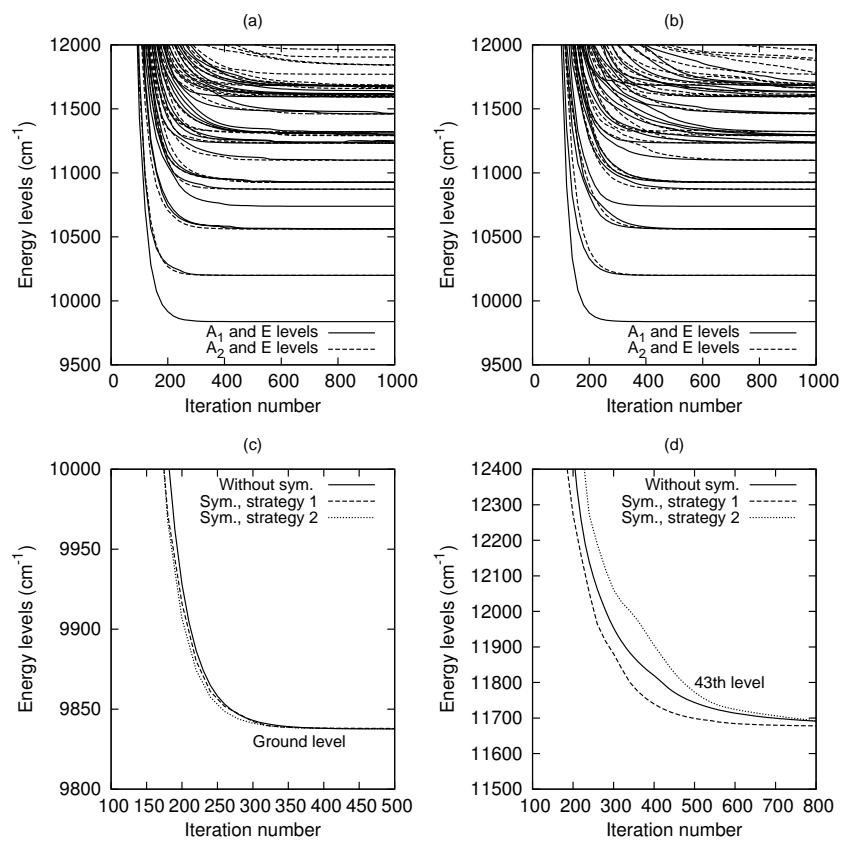 (a)
12000
11500
11000
10500
10000
9500
Energy levels (cm-1)
A1 and E levels
A2 and E levels
0 200 400 600 800 1000
Iteration number
(b)
12000
11500
11000
10500
10000
9500
Energy levels (cm-1)
A1 and E levels
A2 and E levels
0 200 400 600 800 1000
Iteration number
(c)
10000
9950
9900
9850
9800
Energy levels (cm-1)
Without sym.
Sym., strategy 1
Sym., strategy 2
Ground level
100 150 200 250 300 350 400 450 500
Iteration number
(d)
12400
12300
12200
12100
12000
11900
11800
11700
11600
11500
Energy levels (cm-1)
Without sym.
Sym., strategy 1
Sym., strategy 2
43th level
100 200 300 400 500 600 700 800
Iteration number